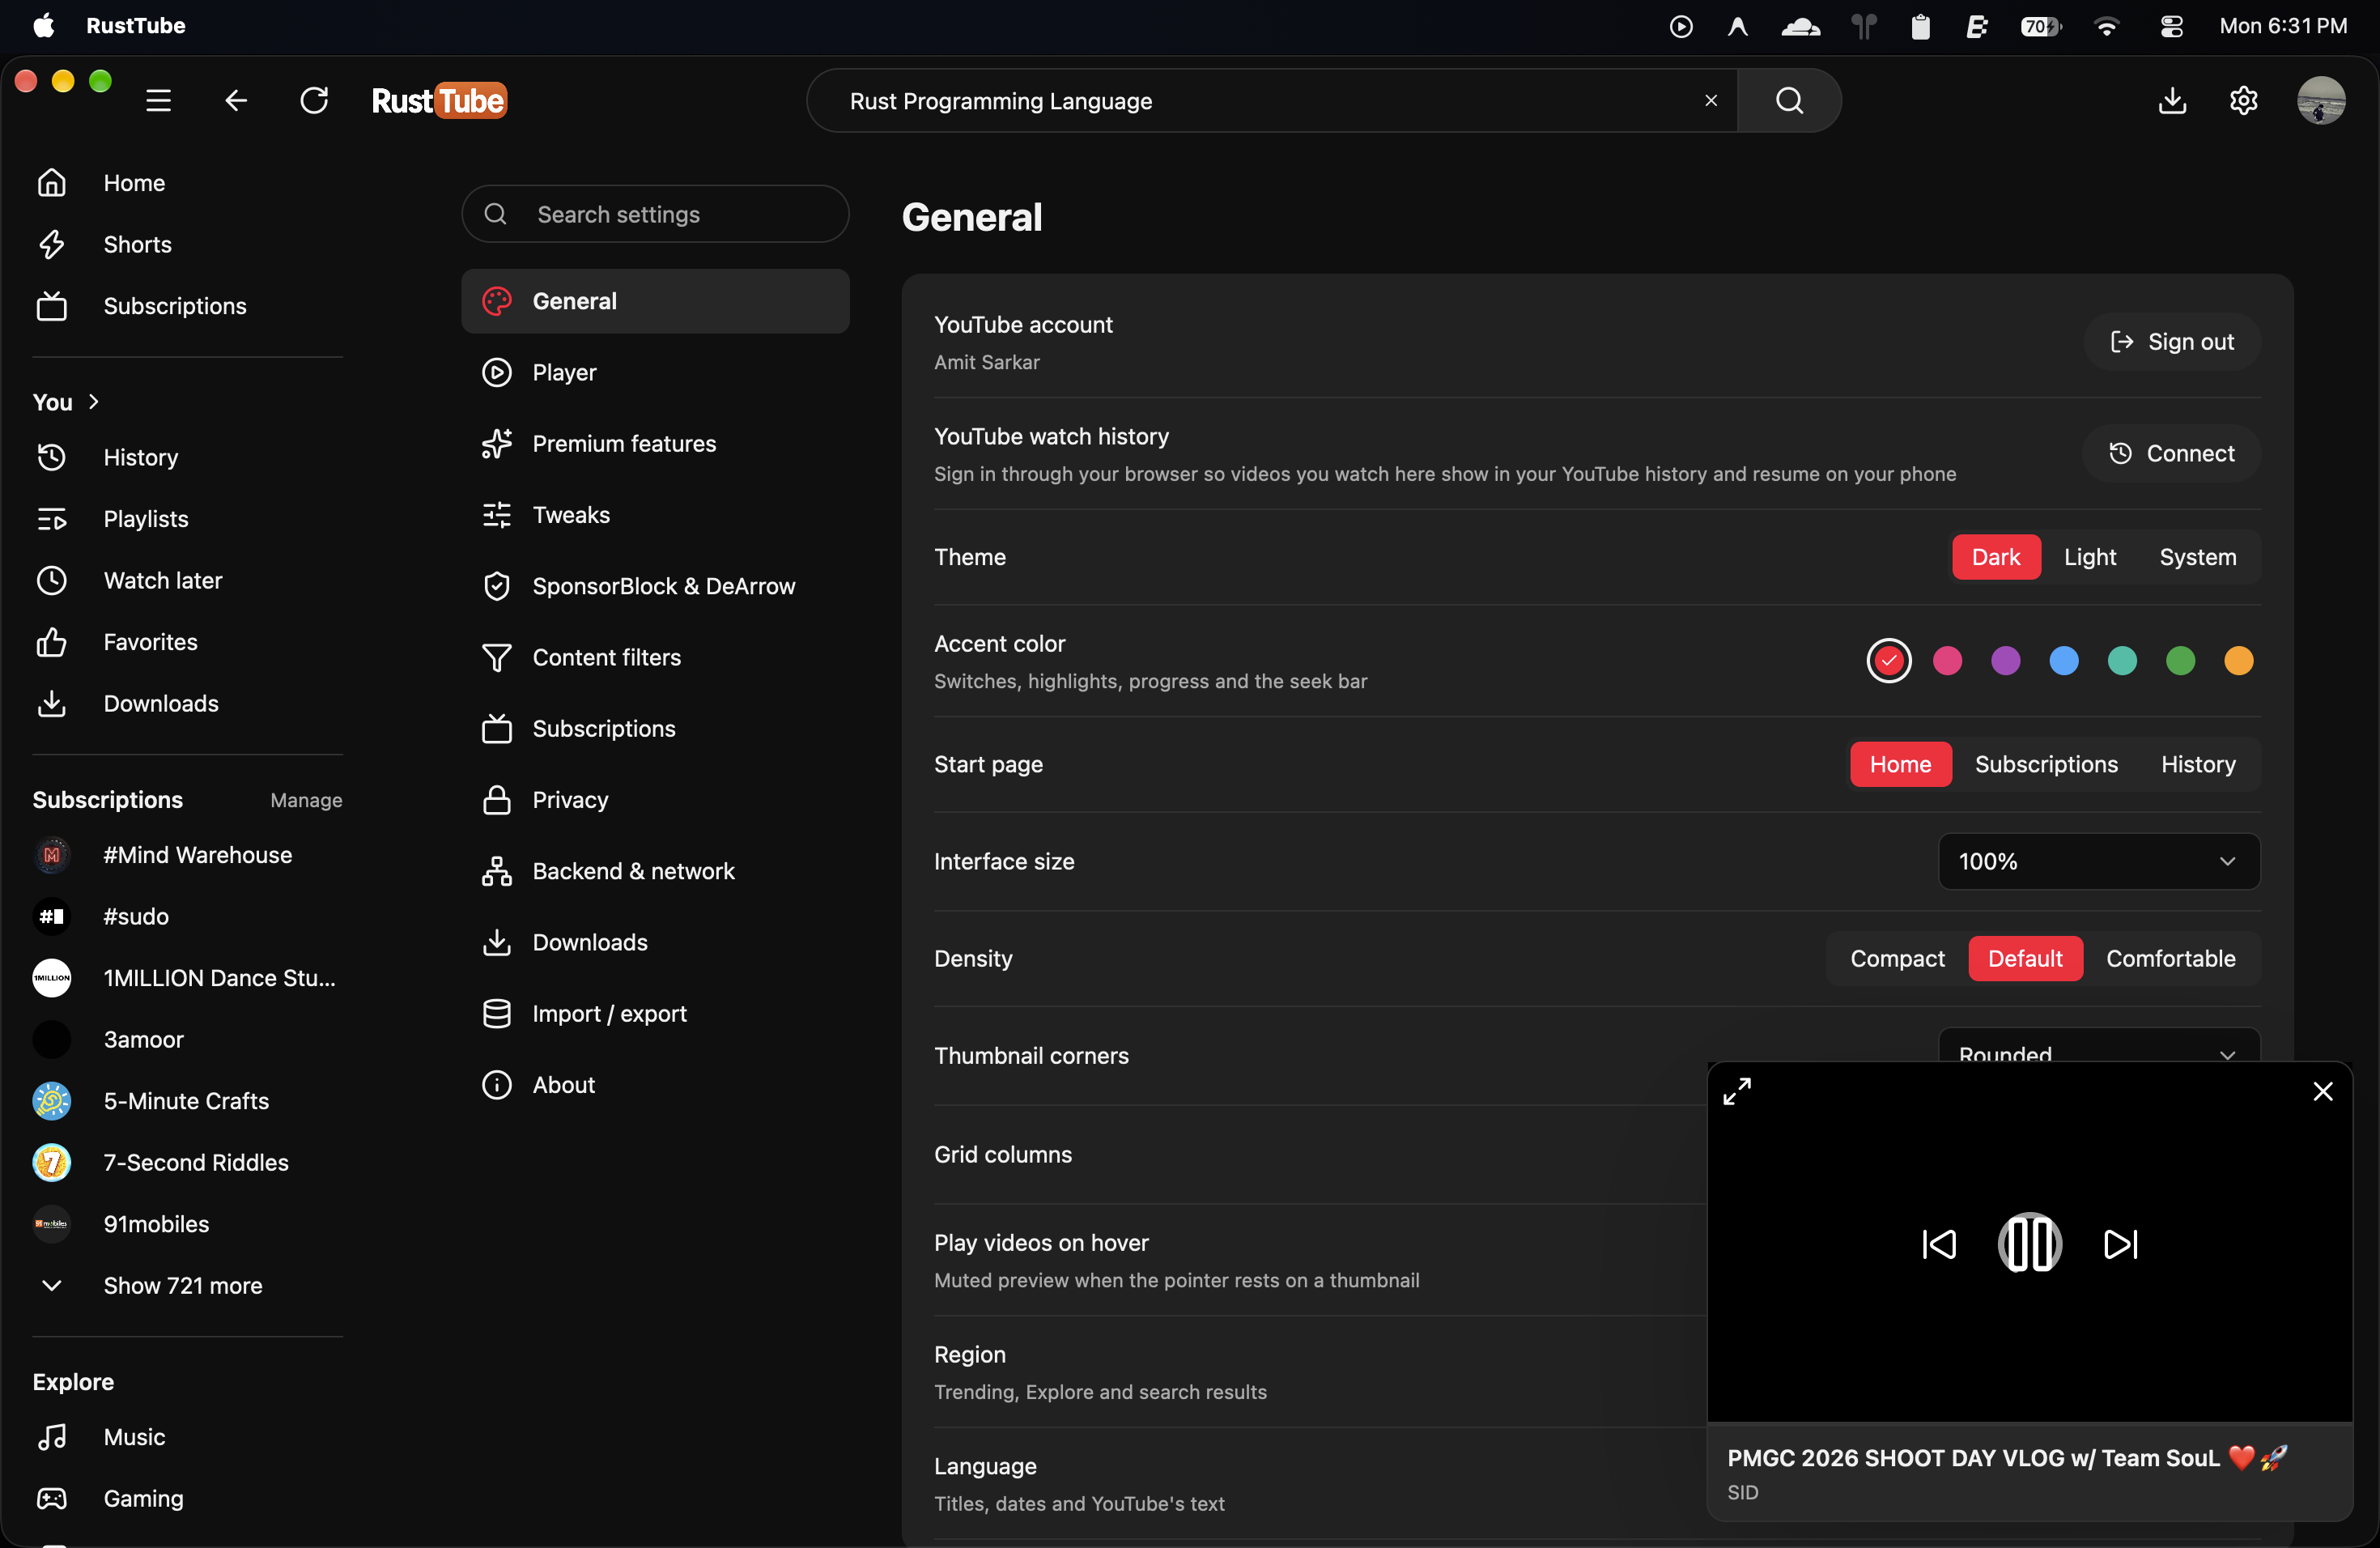 RustTube
70
Mon 6:31 PM
RustTube
Rust Programming Language
Home
Shorts
Subscriptions
You
History
Playlists
Watch later
Favorites
Downloads
Subscriptions
Manage
#Mind Warehouse
#sudo
1MILLION
1MILLION Dance Stu...
3amoor
5-Minute Crafts
7
7-Second Riddles
91mobiles
Show 721 more
Explore
Music
Gaming
Search settings
General
Player
Premium features
Tweaks
SponsorBlock & DeArrow
Content filters
Subscriptions
Privacy
Backend & network
Downloads
Import / export
About
General
YouTube account
Amit Sarkar
Sign out
YouTube watch history
Sign in through your browser so videos you watch here show in your YouTube history and resume on your phone
Connect
Theme
Dark Light System
Accent color
Switches, highlights, progress and the seek bar
Start page
Home Subscriptions History
Interface size
100%
Density
Compact Default Comfortable
Thumbnail corners
Rounded
Grid columns
Play videos on hover
Muted preview when the pointer rests on a thumbnail
Region
Trending, Explore and search results
Language
Titles, dates and YouTube's text
PMGC 2026 SHOOT DAY VLOG w/ Team SouL ❤️🚀
SID